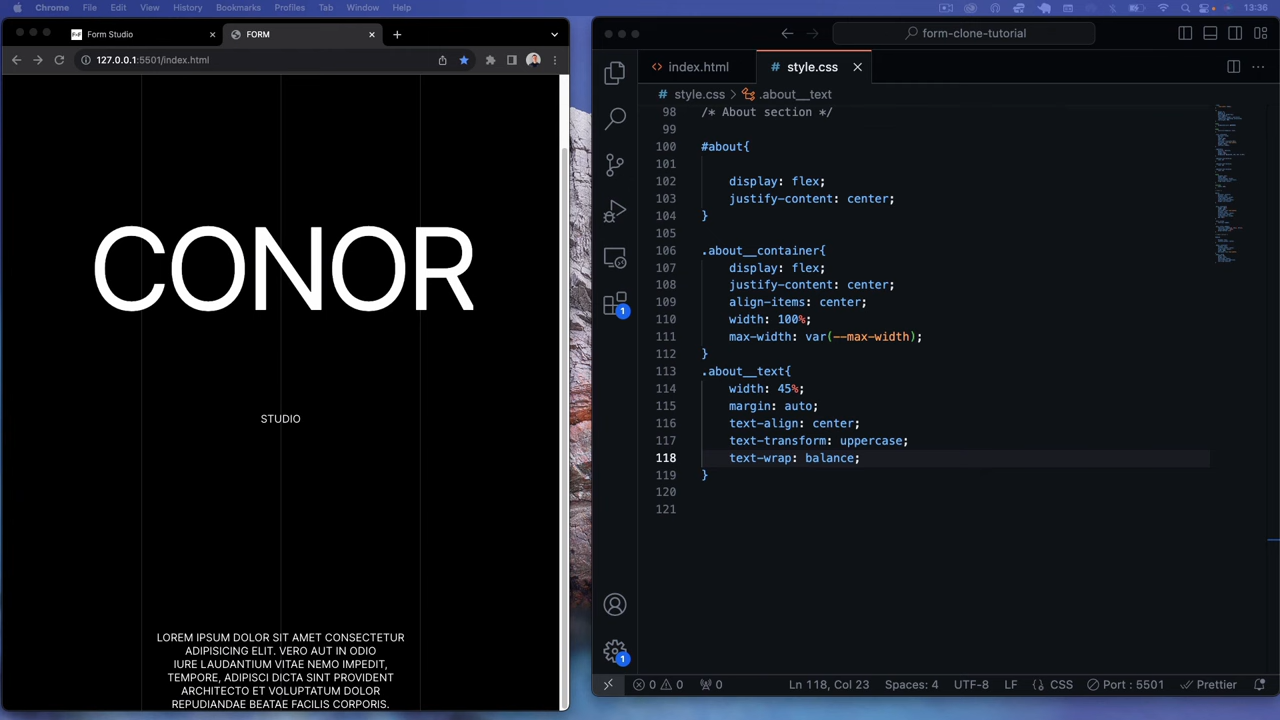 Chrome File Edit View History Bookmarks Profiles Tab Window Help 13:36
Form Studio FORM
127.0.0.1:5501/index.html
CONOR
STUDIO
LOREM IPSUM DOLOR SIT AMET CONSECTETUR
ADIPISICING ELIT. VERO AUT IN ODIO
IURE LAUDANTIUM VITAE NEMO IMPEDIT,
TEMPORE, ADIPISCI DICTA SINT PROVIDENT
ARCHITECTO ET VOLUPTATUM DOLOR
REPUDIANDAE BEATAE FACILIS CORPORIS.
form-clone-tutorial
<> index.html # style.css
# style.css > .about__text
98 /* About section */
99
100 #about{
101
102 display: flex;
103 justify-content: center;
104 }
105
106 .about__container{
107 display: flex;
108 justify-content: center;
109 align-items: center;
110 width: 100%;
111 max-width: var(--max-width);
112 }
113 .about__text{
114 width: 45%;
115 margin: auto;
116 text-align: center;
117 text-transform: uppercase;
118 text-wrap: balance;
119 }
120
121
1
1
0 0 0 Ln 118, Col 23 Spaces: 4 UTF-8 LF {} CSS Port : 5501 Prettier